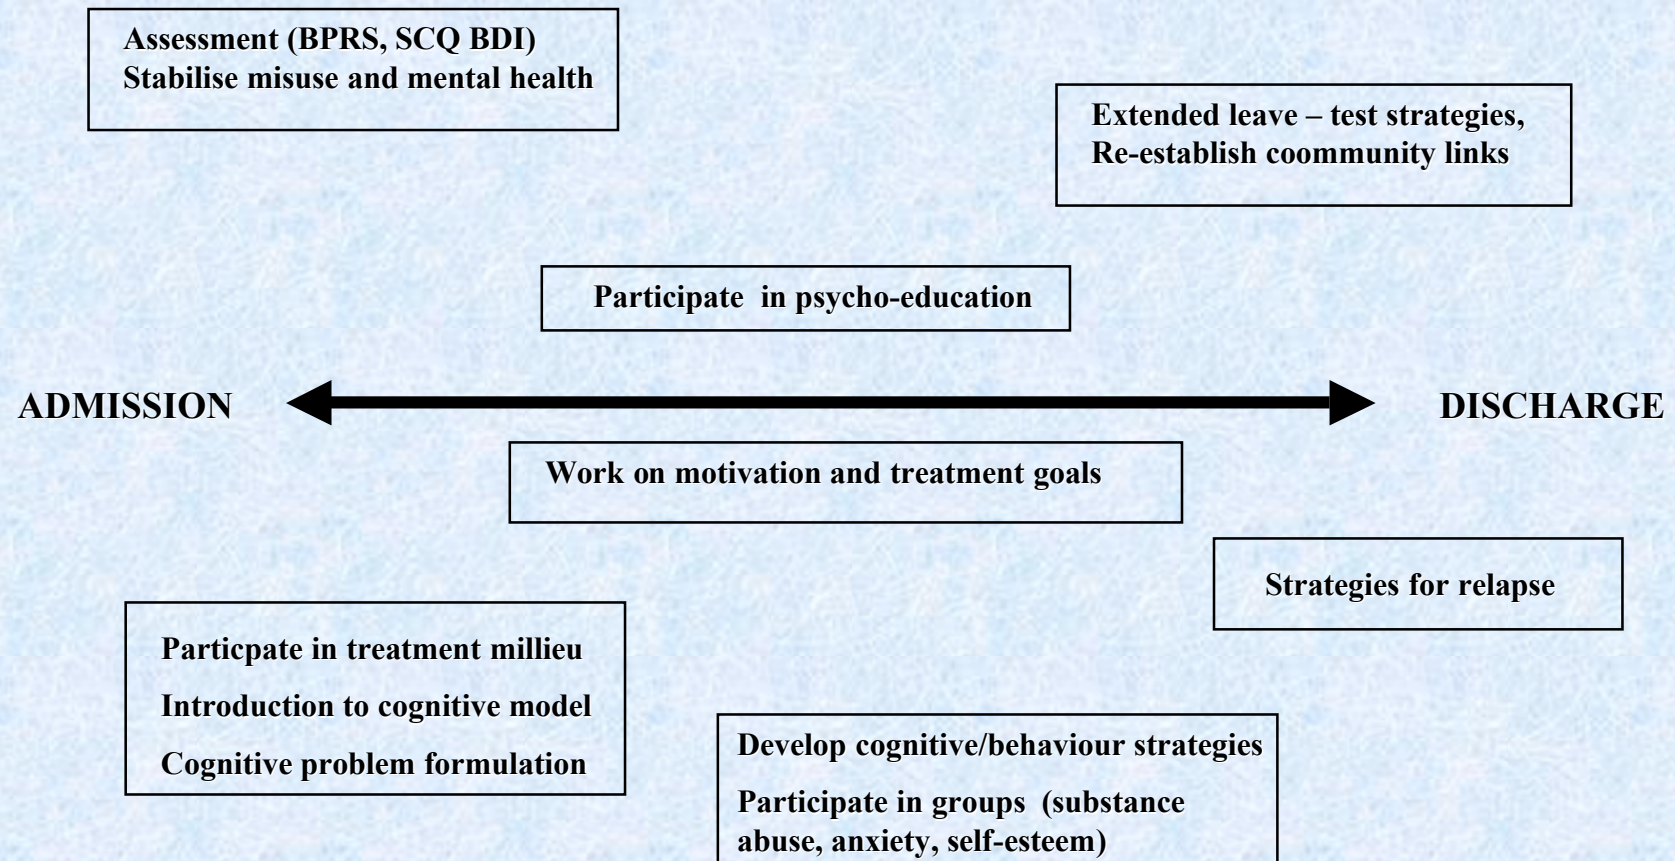 Assessment (BPRS, SCQ BDI)
Stabilise misuse and mental health
Extended leave – test strategies,
Re-establish coommunity links
Participate in psycho-education
ADMISSION
DISCHARGE
Work on motivation and treatment goals
Strategies for relapse
Particpate in treatment millieu
Introduction to cognitive model
Cognitive problem formulation
Develop cognitive/behaviour strategies
Participate in groups (substance
abuse, anxiety, self-esteem)